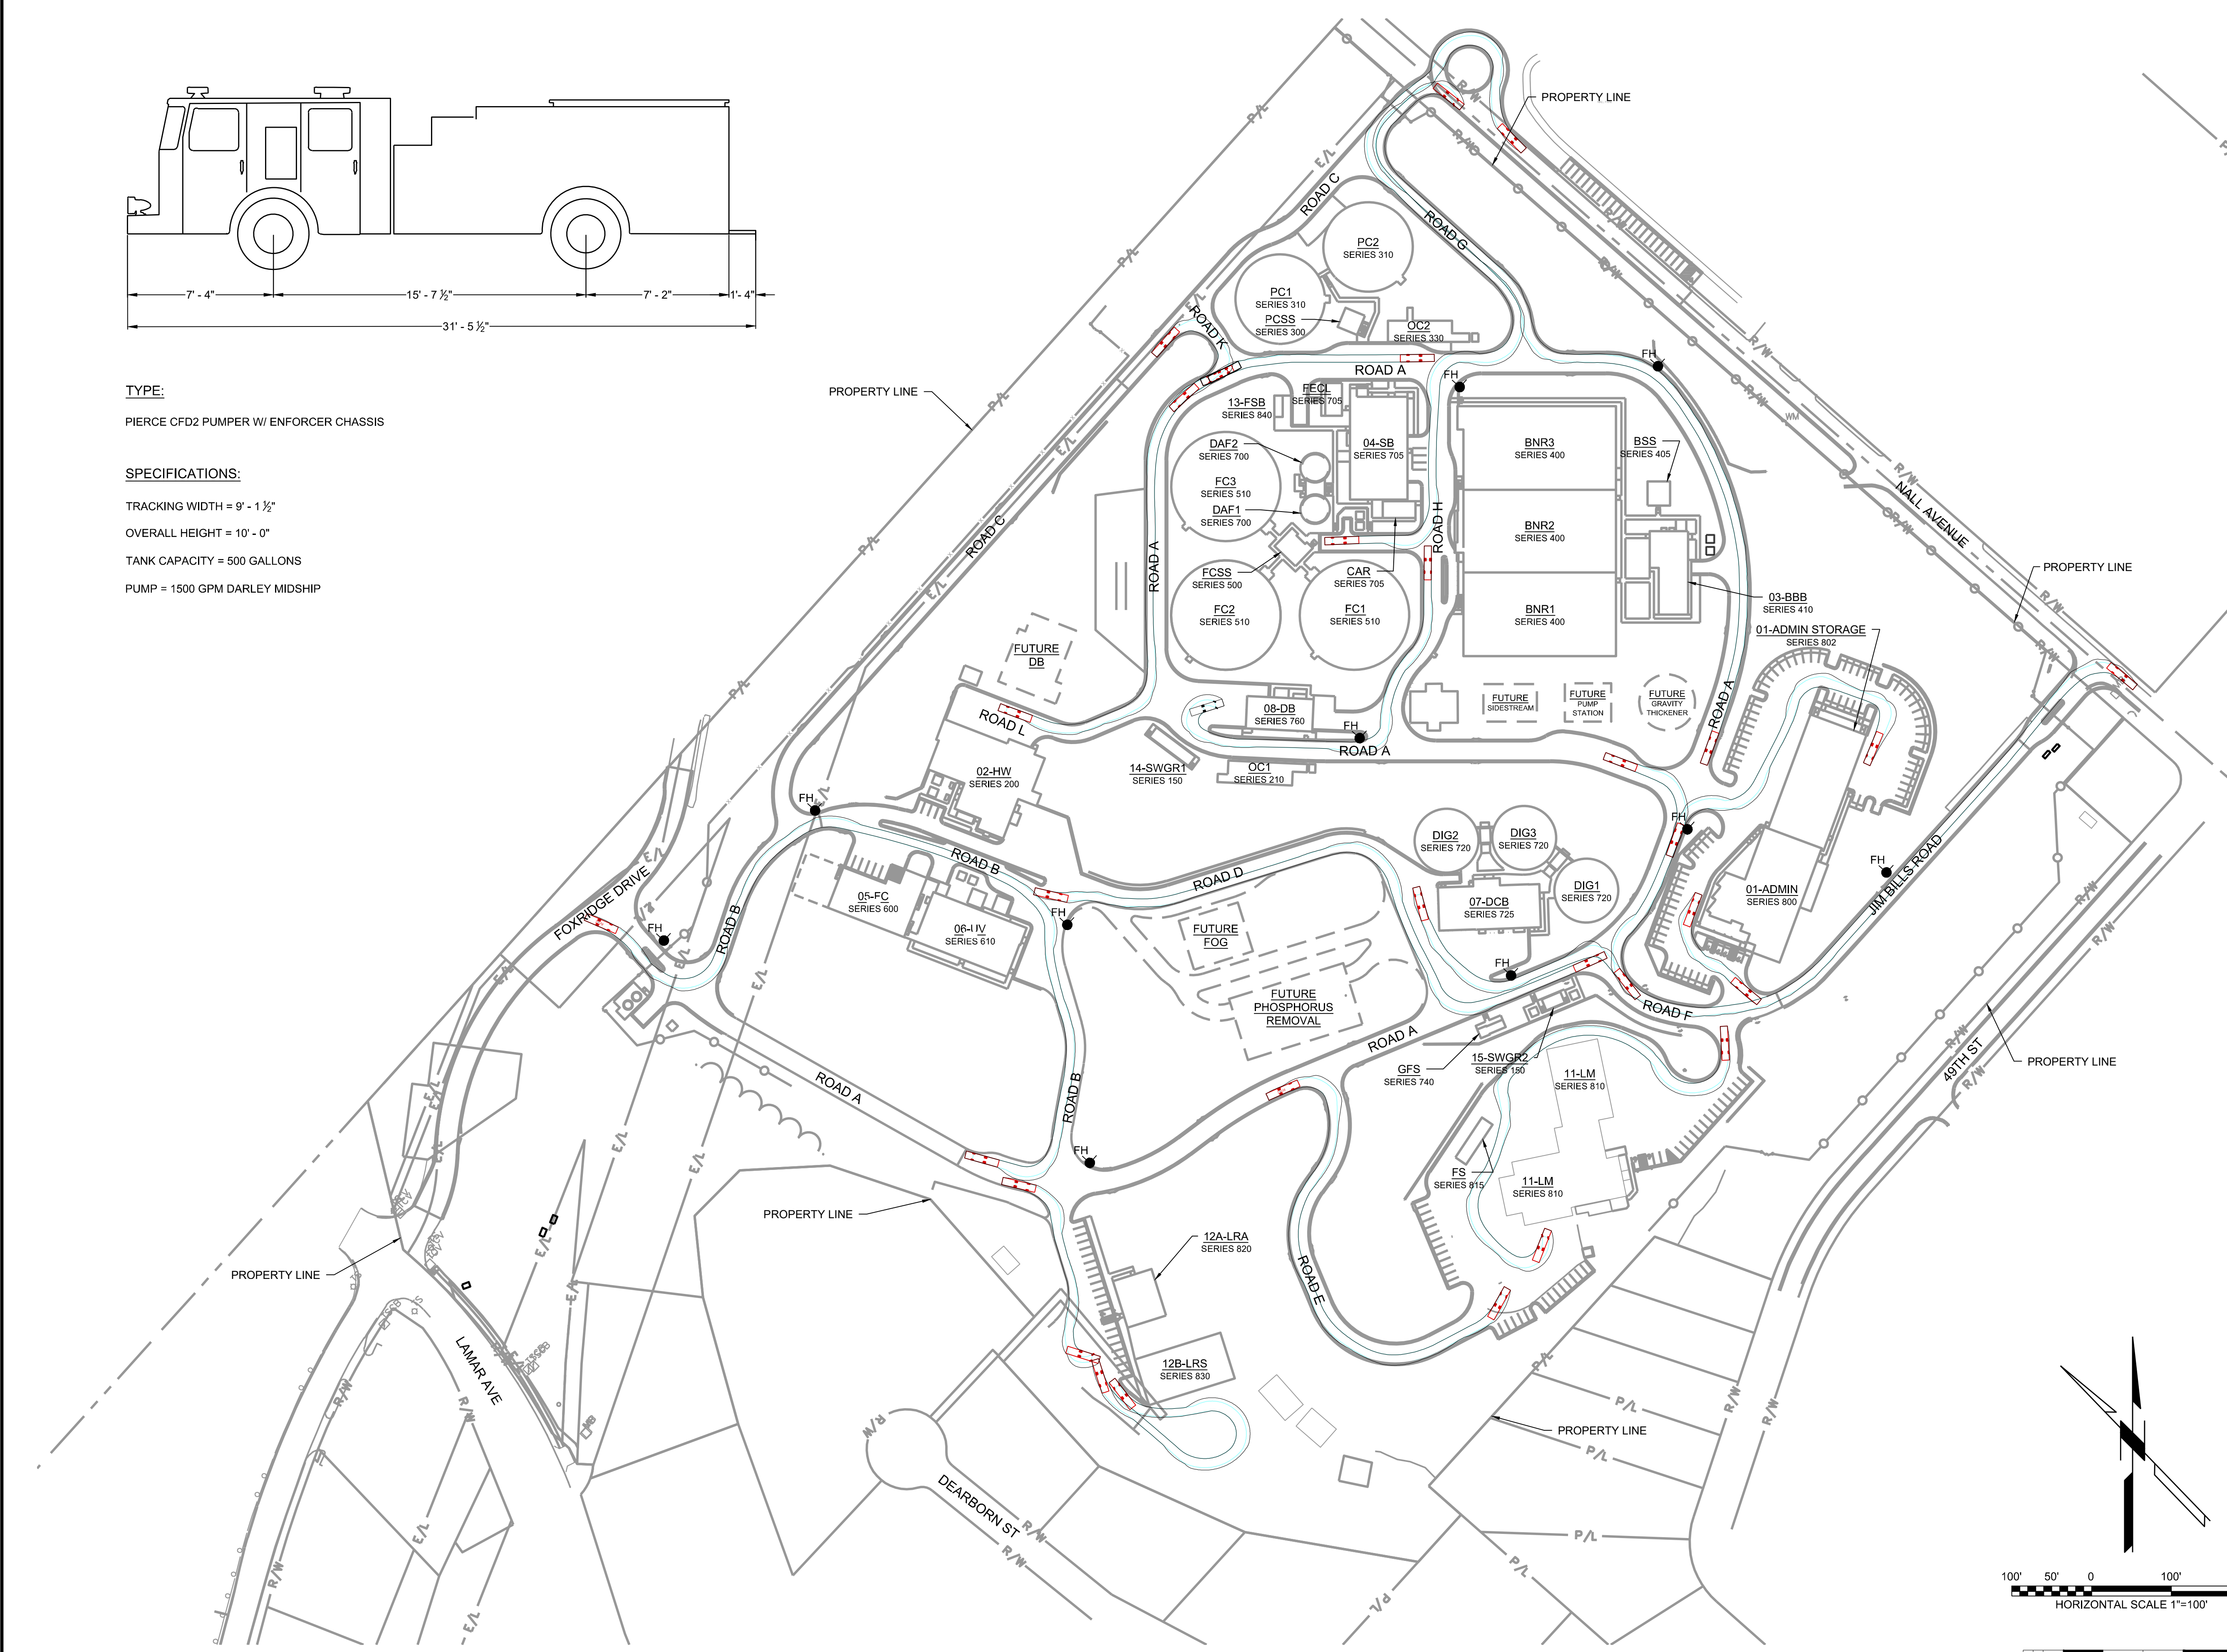 7' - 4"
15' - 7 ½"
7' - 2"
1' - 4"
31' - 5 ½"
TYPE:
PIERCE CFD2 PUMPER W/ ENFORCER CHASSIS
SPECIFICATIONS:
TRACKING WIDTH = 9' - 1 ½"
OVERALL HEIGHT = 10' - 0"
TANK CAPACITY = 500 GALLONS
PUMP = 1500 GPM DARLEY MIDSHIP
PROPERTY LINE
R/W
P/L
E/L
ROAD C
ROAD G
PC2
SERIES 310
PC1
SERIES 310
PCSS
SERIES 300
OC2
SERIES 330
ROAD K
ROAD A
FH
FH
PROPERTY LINE
P/L
FECL
SERIES 705
13-FSB
SERIES 840
04-SB
SERIES 705
DAF2
SERIES 700
FC3
SERIES 510
DAF1
SERIES 700
BNR3
SERIES 400
BSS
SERIES 405
WM
R/W
NALL AVENUE
ROAD C
ROAD H
BNR2
SERIES 400
ROAD A
FCSS
SERIES 500
CAR
SERIES 705
PROPERTY LINE
FC2
SERIES 510
FC1
SERIES 510
BNR1
SERIES 400
03-BBB
SERIES 410
01-ADMIN STORAGE
SERIES 802
FUTURE
DB
FUTURE
SIDESTREAM
FUTURE
PUMP
STATION
FUTURE
GRAVITY
THICKENER
ROAD A
ROAD L
08-DB
SERIES 760
FH
ROAD A
02-HW
SERIES 200
14-SWGR1
SERIES 150
OC1
SERIES 210
FH
FH
DIG2
SERIES 720
DIG3
SERIES 720
FH
JIM BILLS ROAD
ROAD B
FOXRIDGE DRIVE
ROAD D
DIG1
SERIES 720
01-ADMIN
SERIES 800
05-FC
SERIES 600
07-DCB
SERIES 725
ROAD B
FH
FH
06-UV
SERIES 610
FUTURE
FOG
FH
FUTURE
PHOSPHORUS
REMOVAL
ROAD F
ROAD A
49TH ST
PROPERTY LINE
15-SWGR2
SERIES 150
GFS
SERIES 740
11-LM
SERIES 810
ROAD A
ROAD B
FH
FS
SERIES 815
11-LM
SERIES 810
PROPERTY LINE
12A-LRA
SERIES 820
PROPERTY LINE
ROAD E
LAMAR AVE
12B-LRS
SERIES 830
PROPERTY LINE
DEARBORN ST
R/W
P/L
E/L
100' 50' 0 100'
HORIZONTAL SCALE 1"=100'